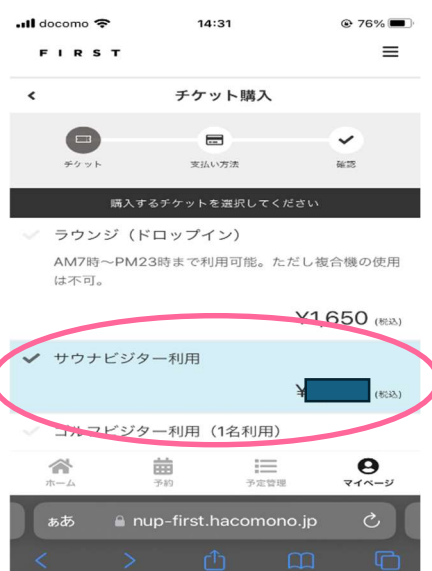 docomo 14:31 76%
FIRST
チケット購入
チケット 支払い方法 確認
購入するチケットを選択してください
ラウンジ（ドロップイン）
AM7時～PM23時まで利用可能。ただし複合機の使用
は不可。
¥1,650 (税込)
サウナビジター利用
¥ (税込)
ゴルフビジター利用（1名利用）
ホーム 予約 予定管理 マイページ
ぁあ nup-first.hacomono.jp